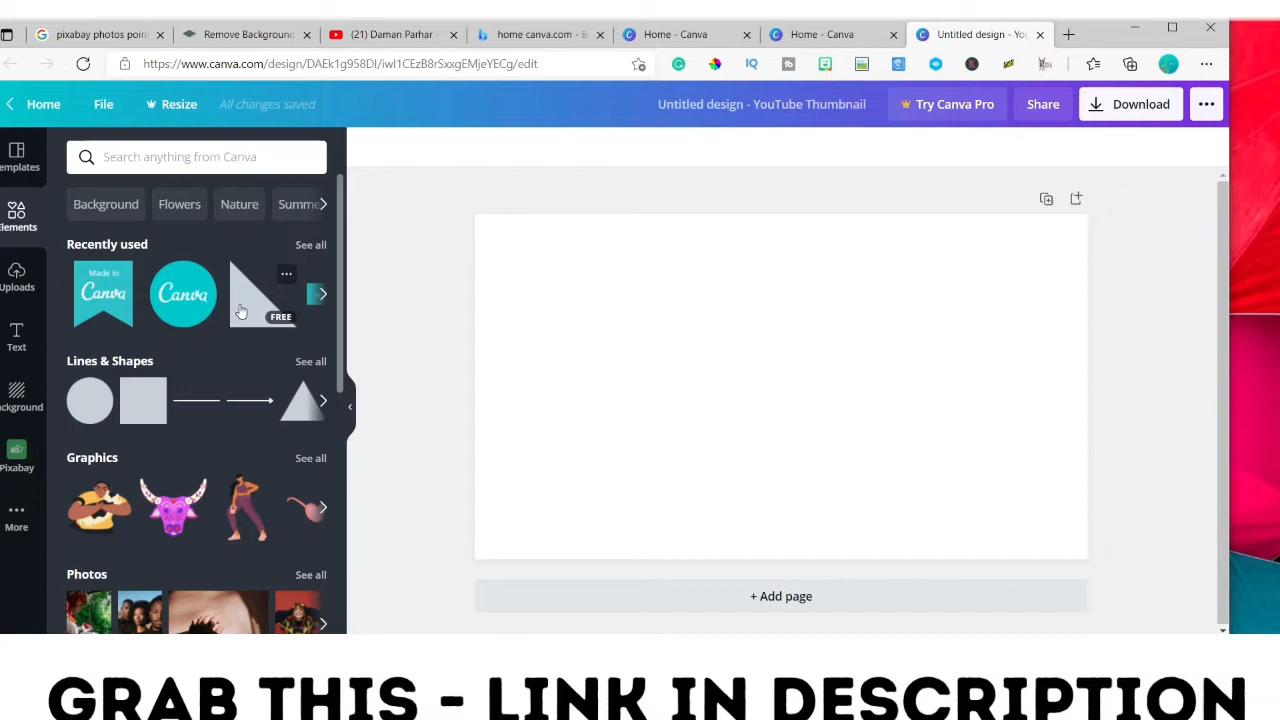 pixabay photos poin
Remove Background
(21) Daman Parhar -
home canva.com - B
Home - Canva
Home - Canva
Untitled design - You
https://www.canva.com/design/DAEk1g958DI/iwl1CEzB8rSxxgEMjeYECg/edit
Home
File
Resize
All changes saved
Untitled design - YouTube Thumbnail
Try Canva Pro
Share
Download
emplates
Elements
Uploads
Text
ckground
Pixabay
More
Search anything from Canva
Background
Flowers
Nature
Summe
Recently used
See all
Made in
Canva
Canva
FREE
Lines & Shapes
See all
Graphics
See all
Photos
See all
+ Add page
GRAB THIS - LINK IN DESCRIPTION